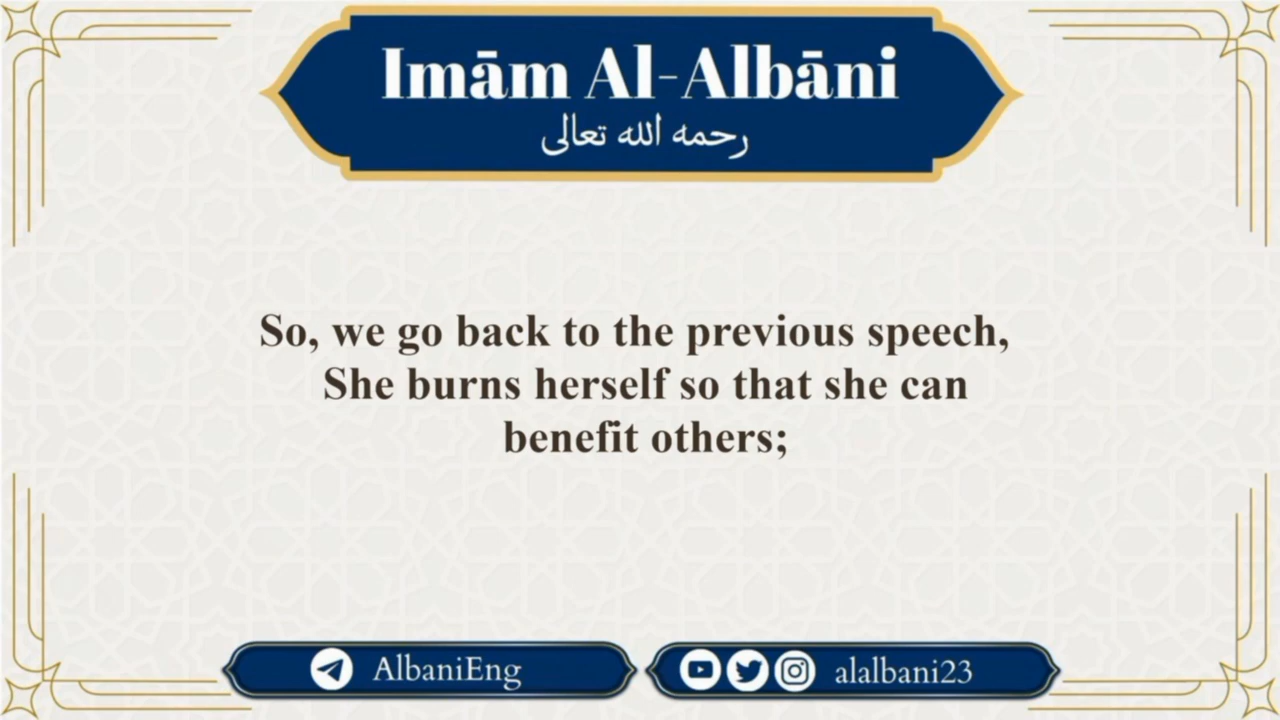 Imām Al-Albāni
رحمه الله تعالى
So, we go back to the previous speech,
She burns herself so that she can
benefit others;
AlbaniEng
alalbani23